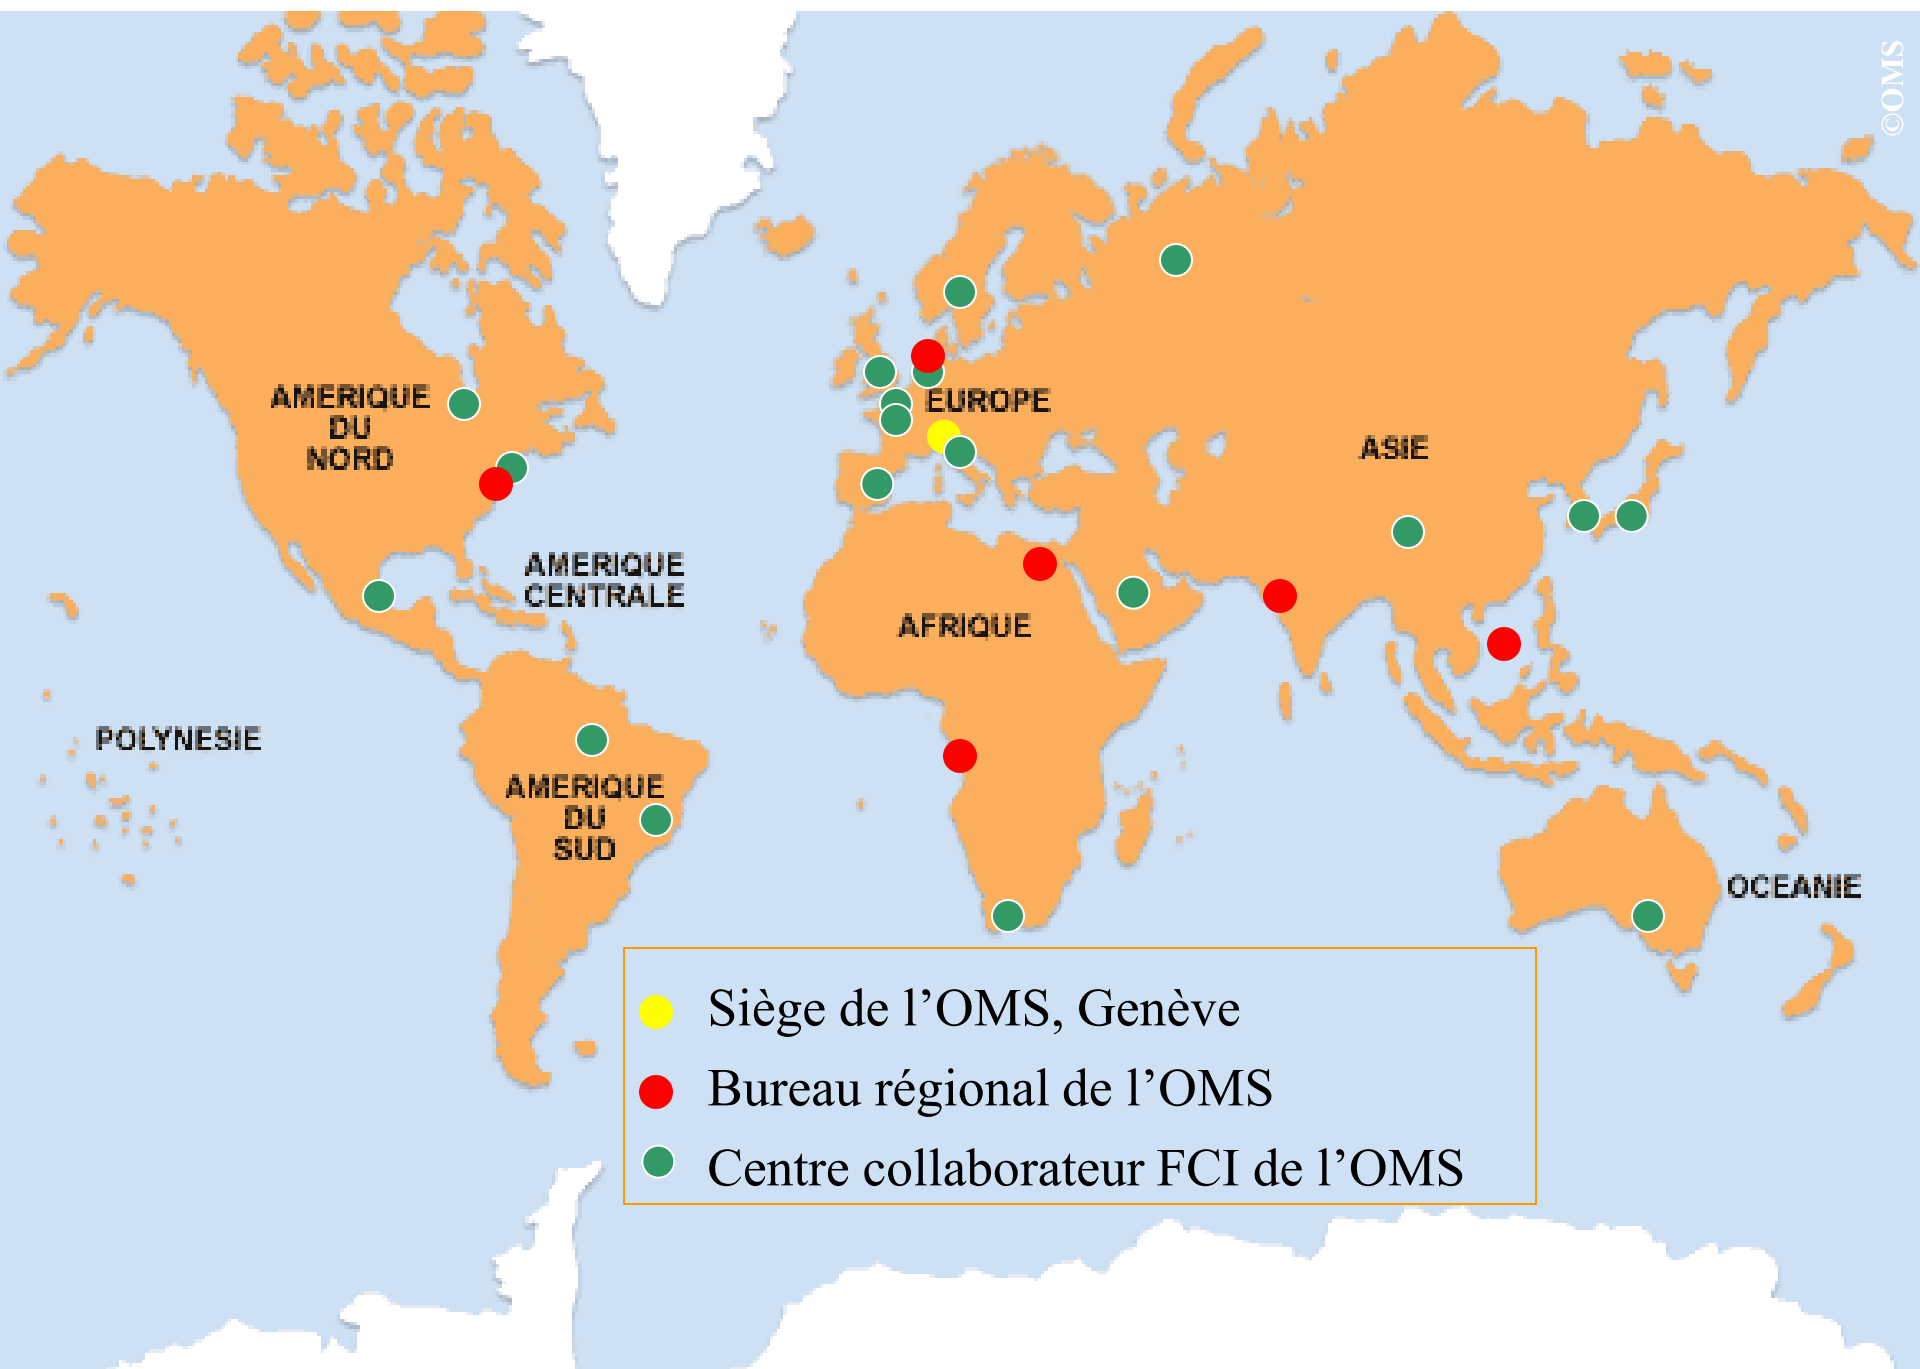 ©OMS
AMERIQUE
DU
NORD
EUROPE
ASIE
AMERIQUE
CENTRALE
AFRIQUE
POLYNESIE
AMERIQUE
DU
SUD
OCEANIE
Siège de l’OMS, Genève
Bureau régional de l’OMS
Centre collaborateur FCI de l’OMS